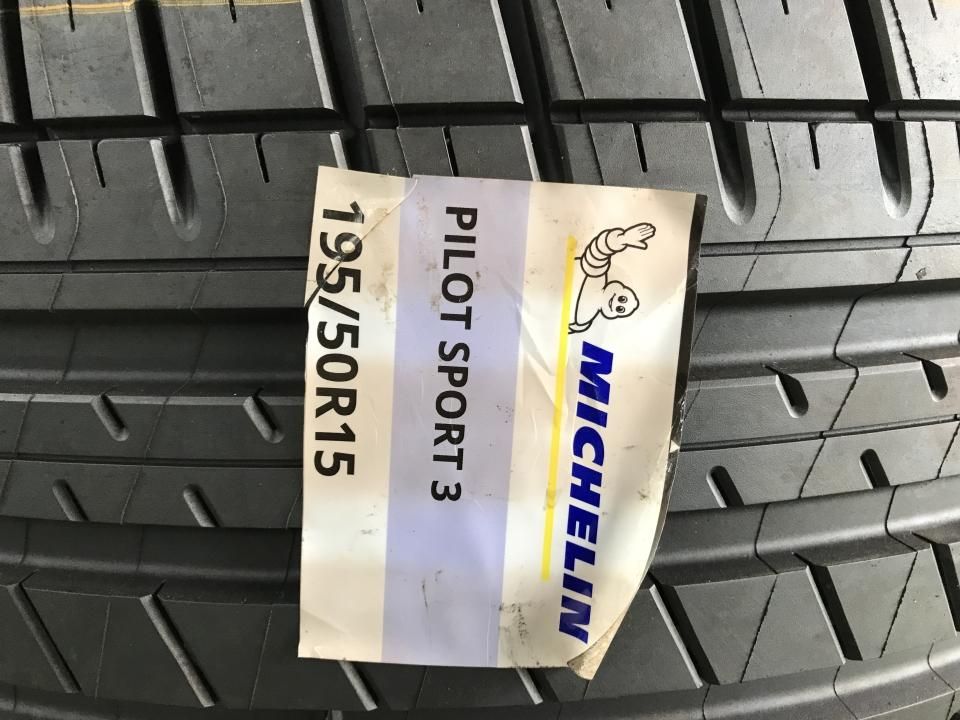 MICHELIN
PILOT SPORT 3
195/50R15